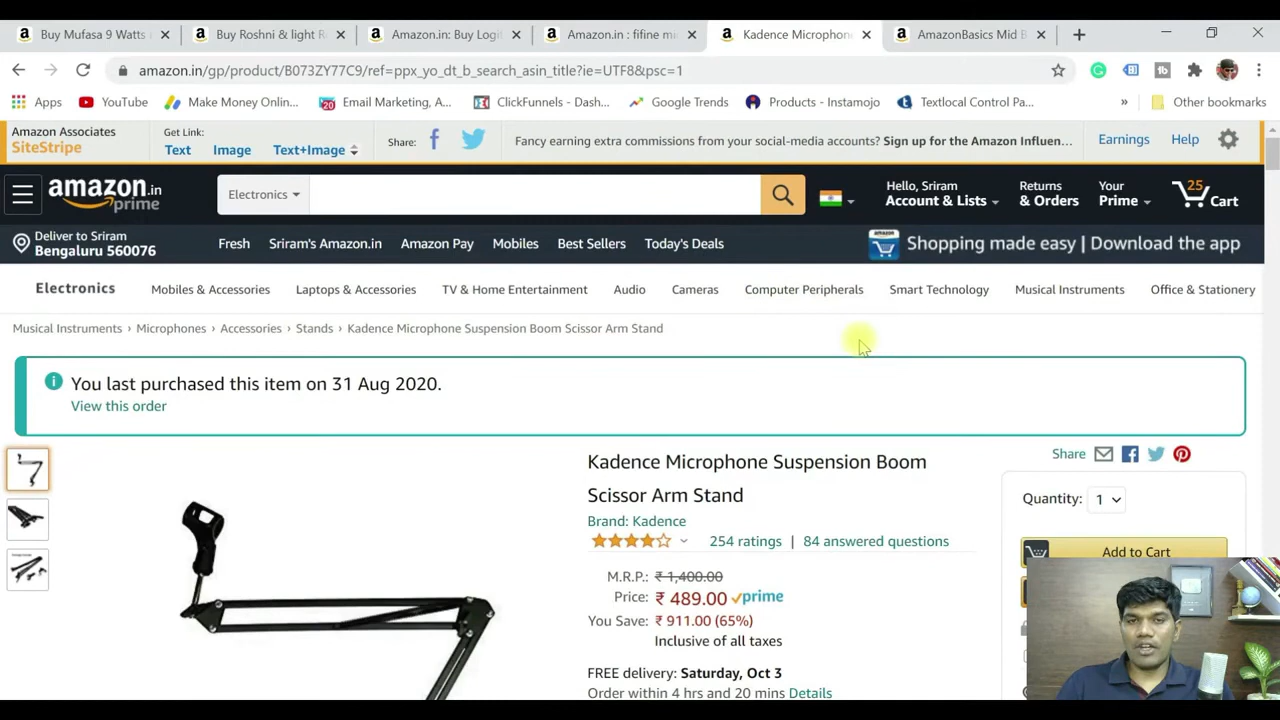 Buy Mufasa 9 Watts
Buy Roshni & light R
Amazon.in: Buy Logit
Amazon.in : fifine mi
Kadence Microphone
AmazonBasics Mid B
amazon.in/gp/product/B073ZY77C9/ref=ppx_yo_dt_b_search_asin_title?ie=UTF8&psc=1
Apps
YouTube
Make Money Online...
20
Email Marketing, A...
ClickFunnels - Dash...
Google Trends
Products - Instamojo
Textlocal Control Pa...
»
Other bookmarks
Amazon Associates
SiteStripe
Get Link:
Text
Image
Text+Image
Share:
Fancy earning extra commissions from your social-media accounts? Sign up for the Amazon Influen...
Earnings
Help
amazon.in
prime
Electronics
Hello, Sriram
Account & Lists
Returns
& Orders
Your
Prime
25
Cart
Deliver to Sriram
Bengaluru 560076
Fresh
Sriram's Amazon.in
Amazon Pay
Mobiles
Best Sellers
Today's Deals
amazon
Shopping made easy | Download the app
Electronics
Mobiles & Accessories
Laptops & Accessories
TV & Home Entertainment
Audio
Cameras
Computer Peripherals
Smart Technology
Musical Instruments
Office & Stationery
Musical Instruments › Microphones › Accessories › Stands › Kadence Microphone Suspension Boom Scissor Arm Stand
You last purchased this item on 31 Aug 2020.
View this order
Kadence Microphone Suspension Boom
Scissor Arm Stand
Brand: Kadence
254 ratings | 84 answered questions
M.R.P.: ₹ 1,400.00
Price: ₹ 489.00 prime
You Save: ₹ 911.00 (65%)
Inclusive of all taxes
FREE delivery: Saturday, Oct 3
Order within 4 hrs and 20 mins Details
Share
Quantity: 1
Add to Cart